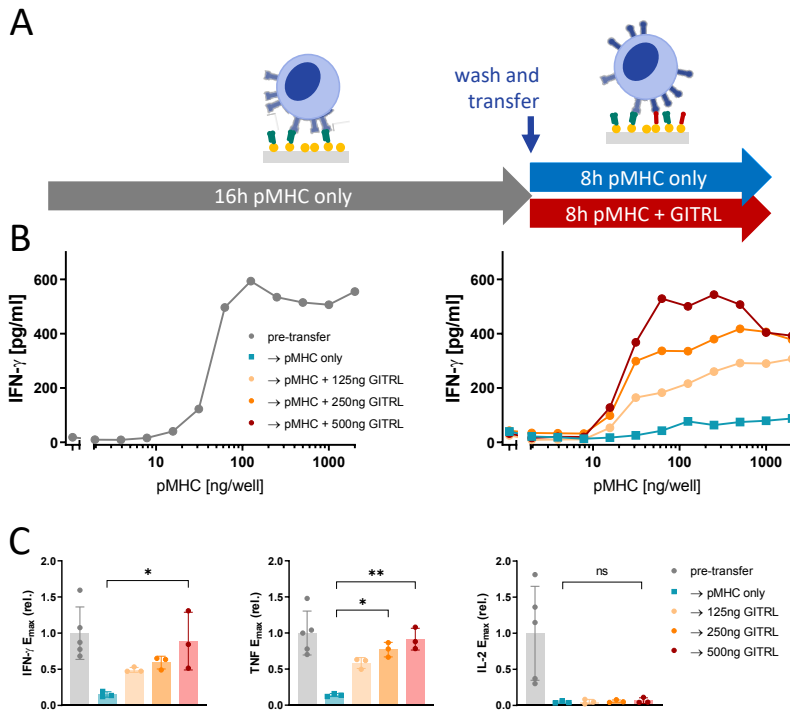 A
wash and
transfer
16h pMHC only
8h pMHC only
8h pMHC + GITRL
B
IFN-γ [pg/ml]
600
400
200
0
10
100
1000
pMHC [ng/well]
pre-transfer
→ pMHC only
→ pMHC + 125ng GITRL
→ pMHC + 250ng GITRL
→ pMHC + 500ng GITRL
IFN-γ [pg/ml]
600
400
200
0
10
100
1000
pMHC [ng/well]
C
IFN-γ Emax (rel.)
2.0
1.5
1.0
0.5
0.0
*
TNF Emax (rel.)
2.0
1.5
1.0
0.5
0.0
**
*
IL-2 Emax (rel.)
2.0
1.5
1.0
0.5
0.0
ns
pre-transfer
→ pMHC only
→ 125ng GITRL
→ 250ng GITRL
→ 500ng GITRL